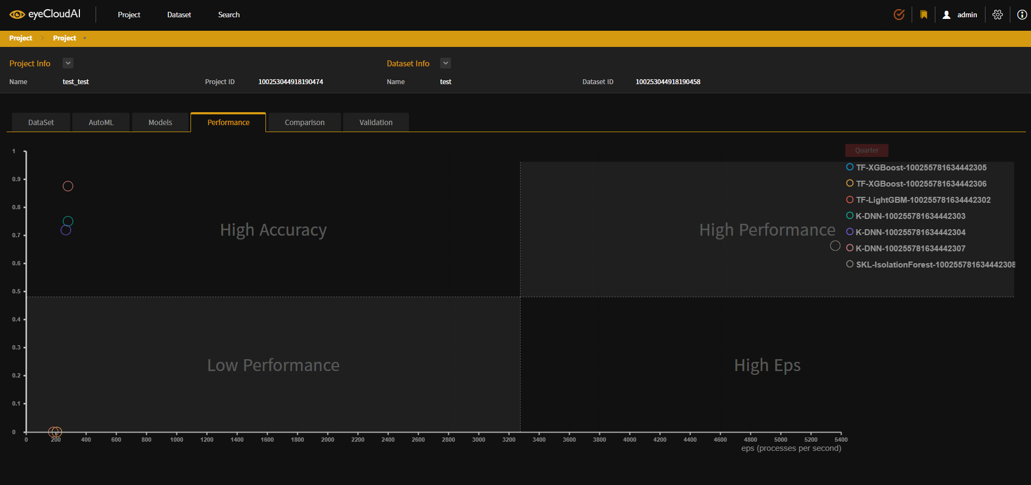 eyeCloudAI Project Dataset Search admin
Project Project
Project Info Dataset Info
Name test_test Project ID 100253044918190474 Name test Dataset ID 100253044918190458
DataSet AutoML Models Performance Comparison Validation
Quarter
TF-XGBoost-100255781634442305
TF-XGBoost-100255781634442306
TF-LightGBM-100255781634442302
K-DNN-100255781634442303
K-DNN-100255781634442304
K-DNN-100255781634442307
SKL-IsolationForest-100255781634442308
High Accuracy High Performance
Low Performance High Eps
1
0.9
0.8
0.7
0.6
0.5
0.4
0.3
0.2
0.1
0
0 200 400 600 800 1000 1200 1400 1600 1800 2000 2200 2400 2600 2800 3000 3200 3400 3600 3800 4000 4200 4400 4600 4800 5000 5200 5400
eps (processes per second)